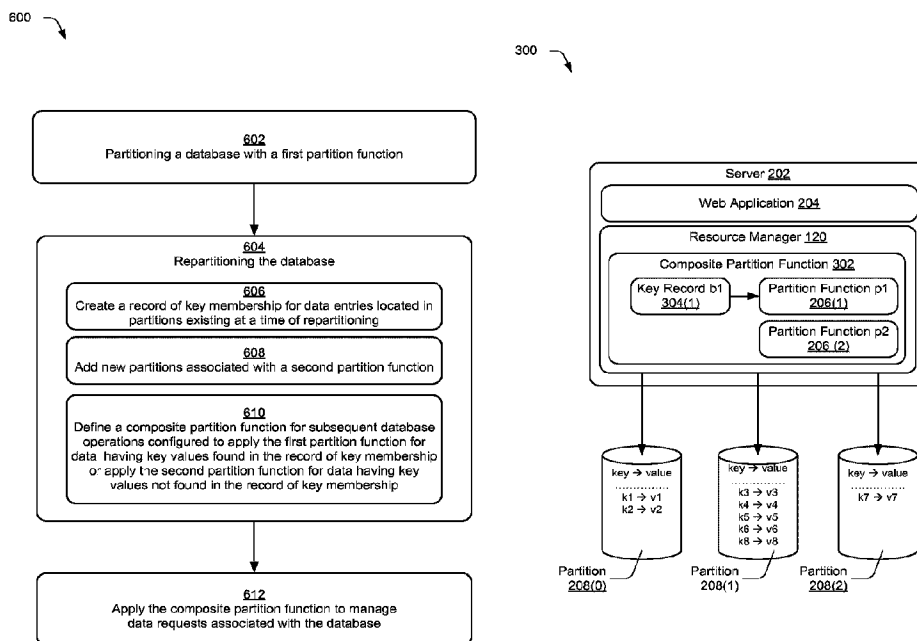 600
602
Partitioning a database with a first partition function
604
Repartitioning the database
606
Create a record of key membership for data entries located in
partitions existing at a time of repartitioning
608
Add new partitions associated with a second partition function
610
Define a composite partition function for subsequent database
operations configured to apply the first partition function for
data having key values found in the record of key membership
or apply the second partition function for data having key
values not found in the record of key membership
612
Apply the composite partition function to manage
data requests associated with the database
300
Server 202
Web Application 204
Resource Manager 120
Composite Partition Function 302
Key Record b1
304(1)
Partition Function p1
206(1)
Partition Function p2
206 (2)
key → value
k1 → v1
k2 → v2
Partition
208(0)
key → value
k3 → v3
k4 → v4
k5 → v5
k6 → v6
k8 → v8
Partition
208(1)
key → value
k7 → v7
Partition
208(2)